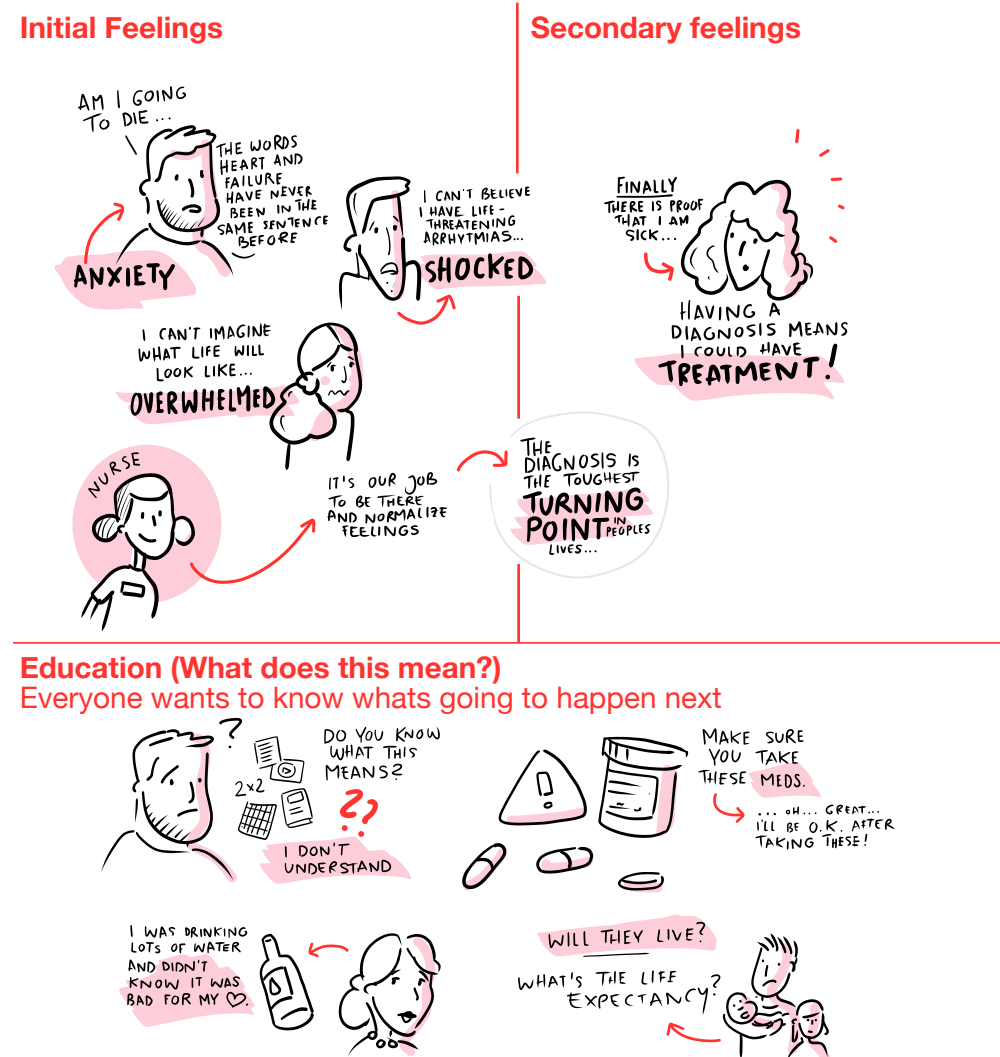 Initial Feelings
AM I GOING
TO DIE...
THE WORDS
HEART AND
FAILURE
HAVE NEVER
BEEN IN THE
SAME SENTENCE
BEFORE
ANXIETY
I CAN'T BELIEVE
I HAVE LIFE-
THREATENING
ARRHYTMIAS...
SHOCKED
I CAN'T IMAGINE
WHAT LIFE WILL
LOOK LIKE...
OVERWHELMED
NURSE
IT'S OUR JOB
TO BE THERE
AND NORMALIZE
FEELINGS
THE
DIAGNOSIS IS
THE TOUGHEST
TURNING
POINT IN PEOPLES
LIVES...
Secondary feelings
FINALLY
THERE IS PROOF
THAT I AM
SICK...
HAVING A
DIAGNOSIS MEANS
I COULD HAVE
TREATMENT!
Education (What does this mean?)
Everyone wants to know whats going to happen next
?
2x2
DO YOU KNOW
WHAT THIS
MEANS?
??
I DON'T
UNDERSTAND
!
MAKE SURE
YOU TAKE
THESE MEDS.
... OH... GREAT...
I'LL BE O.K. AFTER
TAKING THESE!
I WAS DRINKING
LOTS OF WATER
AND DIDN'T
KNOW IT WAS
BAD FOR MY ♡.
WILL THEY LIVE?
WHAT'S THE LIFE
EXPECTANCY?